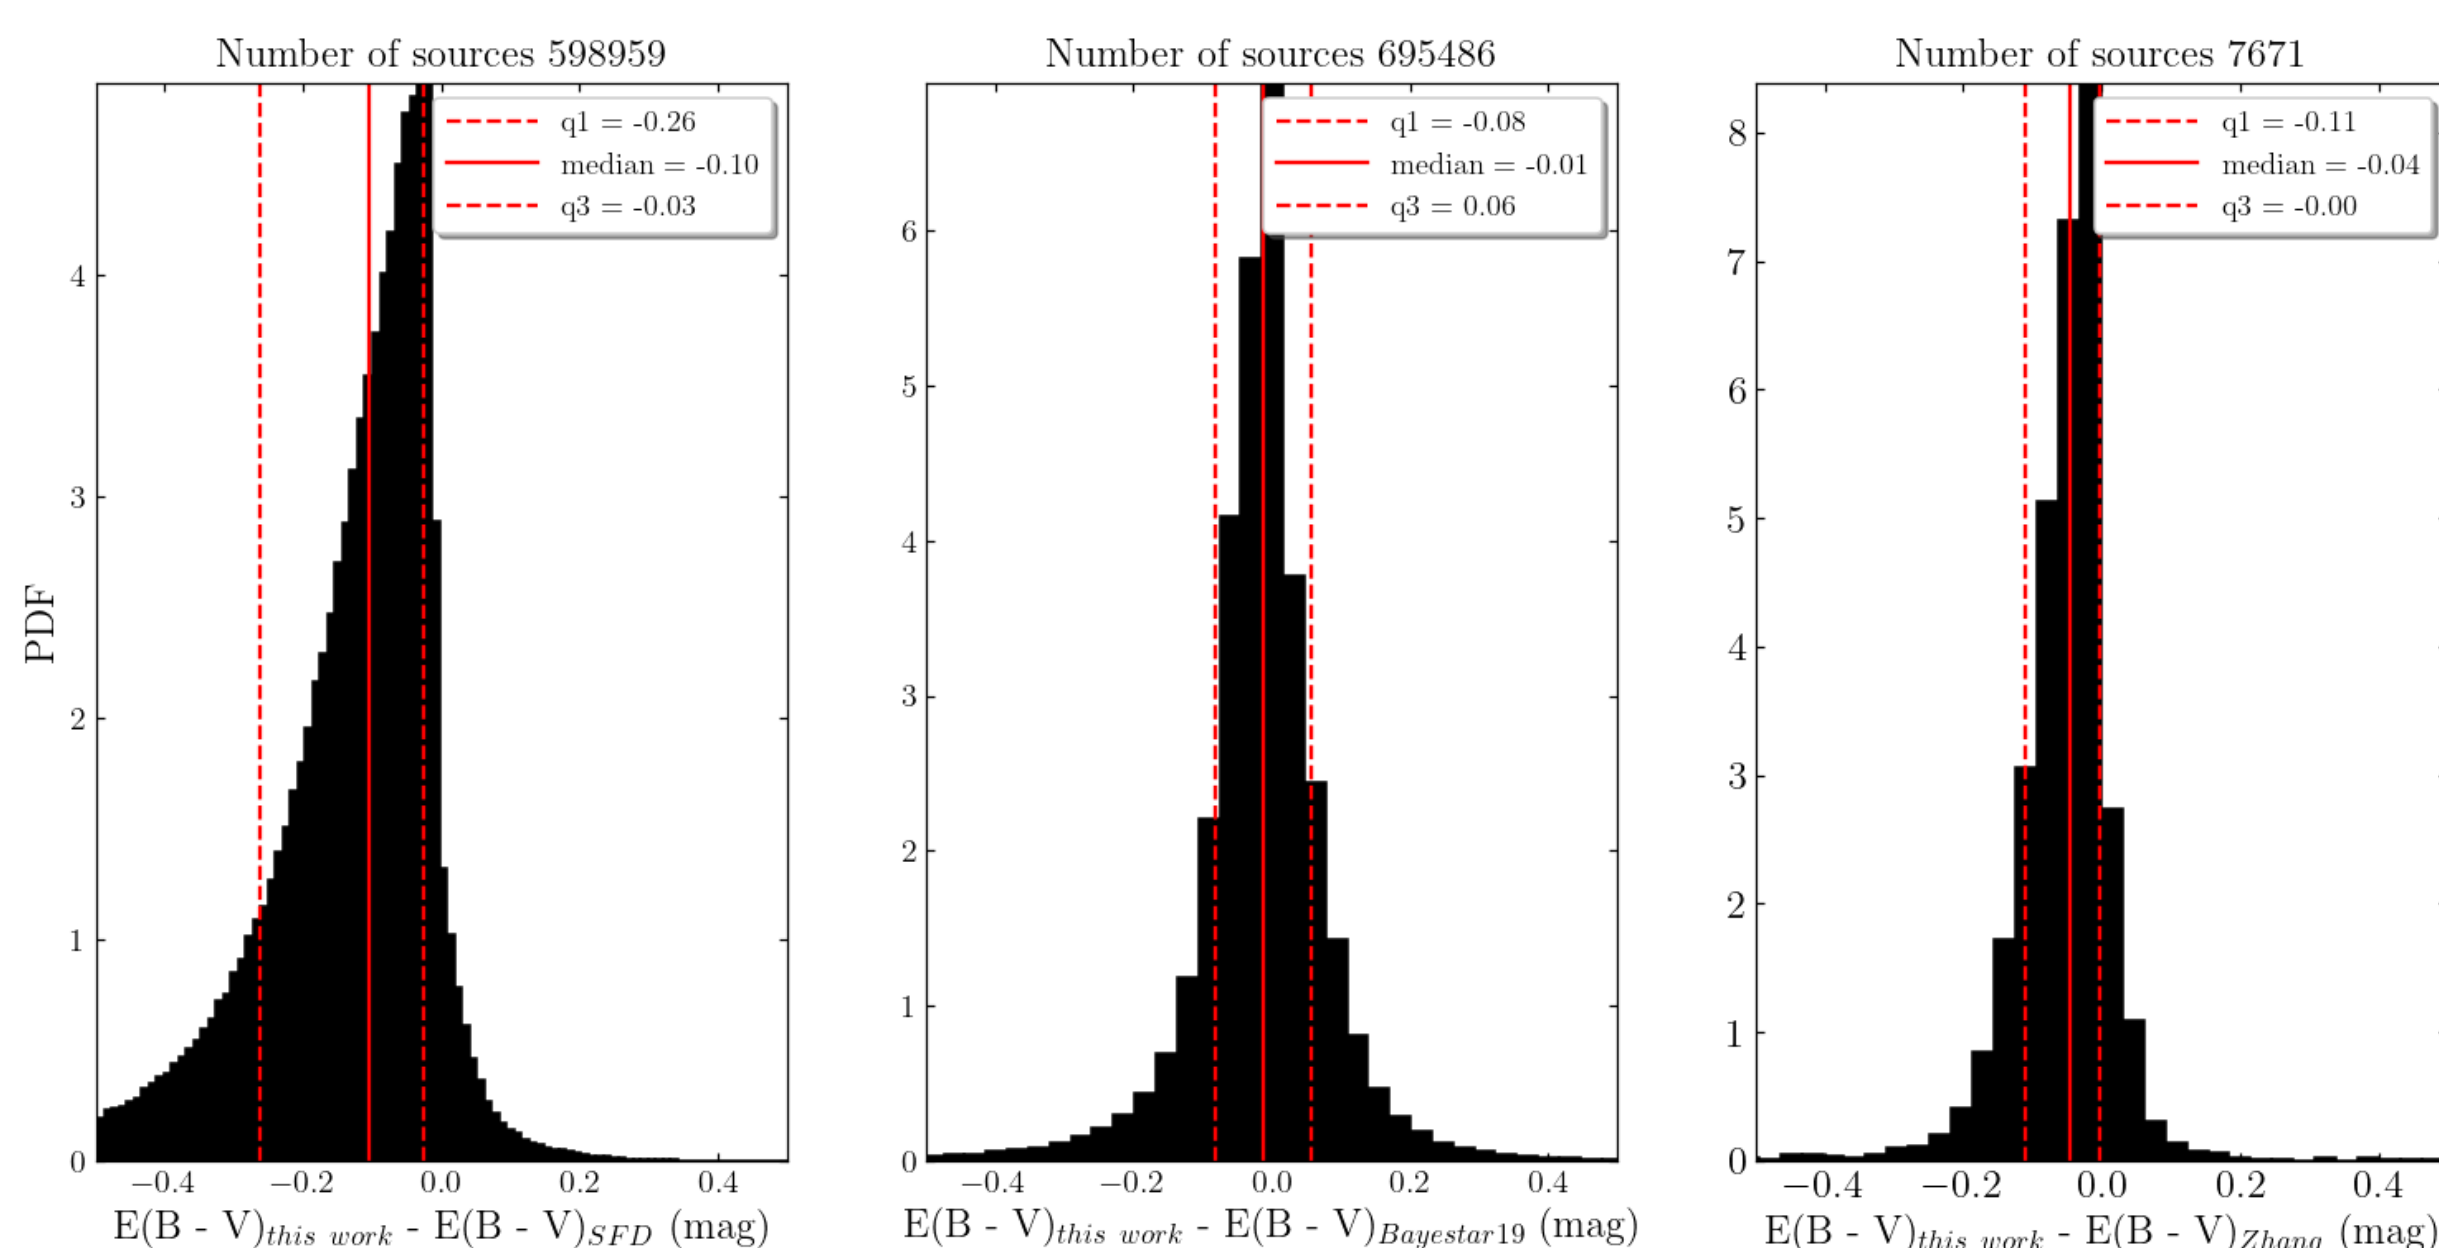 Number of sources 598959
q1 = -0.26
median = -0.10
q3 = -0.03
4
3
2
1
0
PDF
−0.4 −0.2 0.0 0.2 0.4
E(B - V)this work - E(B - V)SFD (mag)
Number of sources 695486
q1 = -0.08
median = -0.01
q3 = 0.06
6
5
4
3
2
1
0
−0.4 −0.2 0.0 0.2 0.4
E(B - V)this work - E(B - V)Bayestar19 (mag)
Number of sources 7671
q1 = -0.11
median = -0.04
q3 = -0.00
8
7
6
5
4
3
2
1
0
−0.4 −0.2 0.0 0.2 0.4
E(B - V)this work - E(B - V)Zhang (mag)